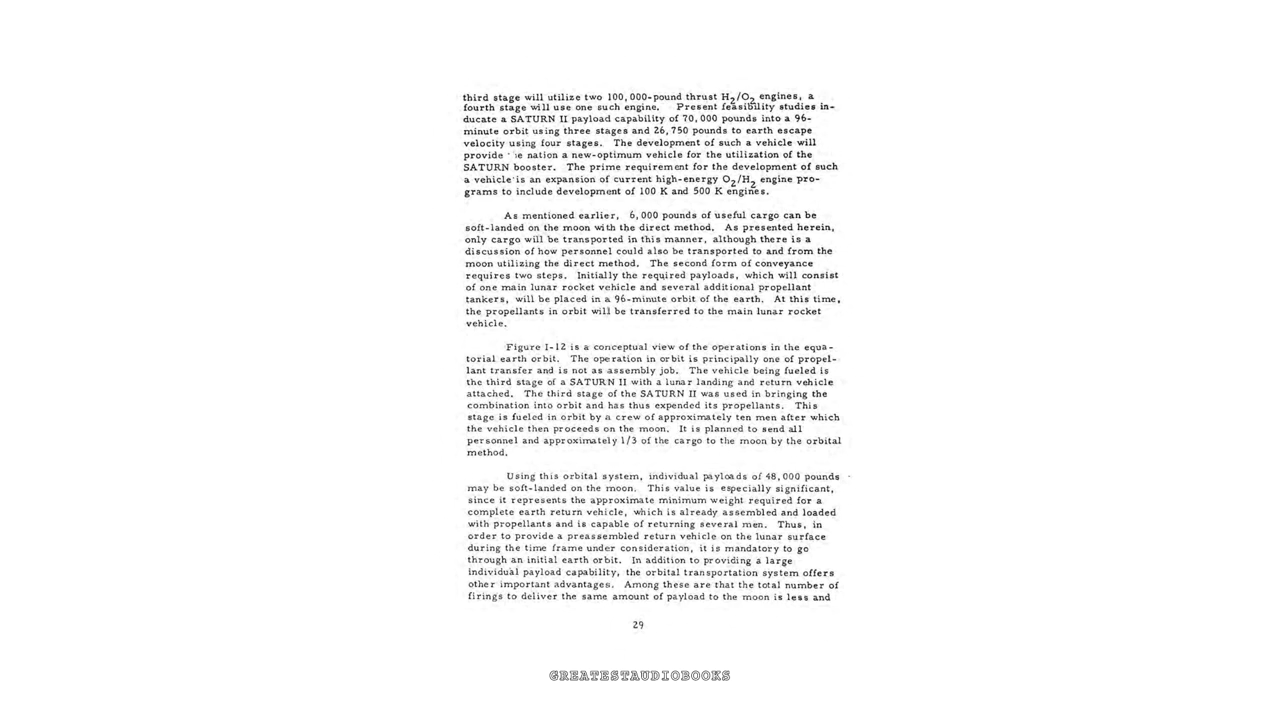 third stage will utilize two 100,000-pound thrust H2/O2 engines, a
fourth stage will use one such engine. Present feasibility studies in-
ducate a SATURN II payload capability of 70,000 pounds into a 96-
minute orbit using three stages and 26,750 pounds to earth escape
velocity using four stages. The development of such a vehicle will
provide nation a new-optimum vehicle for the utilization of the
SATURN booster. The prime requirement for the development of such
a vehicle is an expansion of current high-energy O2/H2 engine pro-
grams to include development of 100 K and 500 K engines.
As mentioned earlier, 6,000 pounds of useful cargo can be
soft-landed on the moon with the direct method. As presented herein,
only cargo will be transported in this manner, although there is a
discussion of how personnel could also be transported to and from the
moon utilizing the direct method. The second form of conveyance
requires two steps. Initially the required payloads, which will consist
of one main lunar rocket vehicle and several additional propellant
tankers, will be placed in a 96-minute orbit of the earth. At this time,
the propellants in orbit will be transferred to the main lunar rocket
vehicle.
Figure I-12 is a conceptual view of the operations in the equa-
torial earth orbit. The operation in orbit is principally one of propel-
lant transfer and is not as assembly job. The vehicle being fueled is
the third stage of a SATURN II with a lunar landing and return vehicle
attached. The third stage of the SATURN II was used in bringing the
combination into orbit and has thus expended its propellants. This
stage is fueled in orbit by a crew of approximately ten men after which
the vehicle then proceeds on the moon. It is planned to send all
personnel and approximately 1/3 of the cargo to the moon by the orbital
method.
Using this orbital system, individual payloads of 48,000 pounds
may be soft-landed on the moon. This value is especially significant,
since it represents the approximate minimum weight required for a
complete earth return vehicle, which is already assembled and loaded
with propellants and is capable of returning several men. Thus, in
order to provide a preassembled return vehicle on the lunar surface
during the time frame under consideration, it is mandatory to go
through an initial earth orbit. In addition to providing a large
individual payload capability, the orbital transportation system offers
other important advantages. Among these are that the total number of
firings to deliver the same amount of payload to the moon is less and
29
GREATESTAUDIOBOOKS